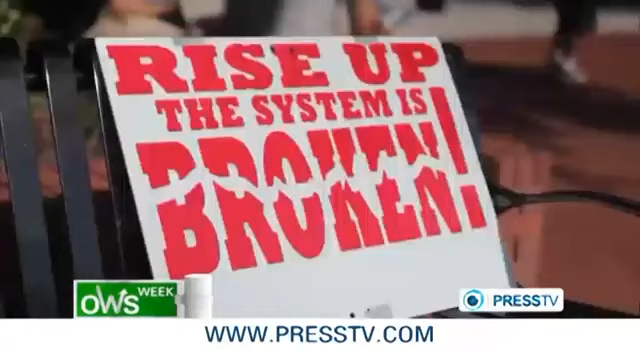 RISE UP
THE SYSTEM IS
BROKEN!
OWS WEEK
PRESSTV
WWW.PRESSTV.COM